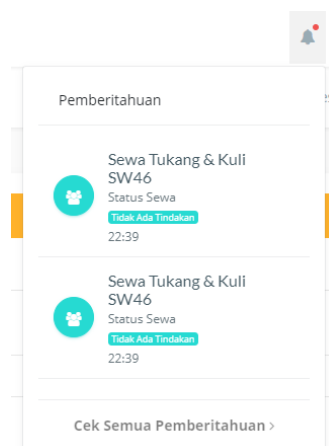 Pemberitahuan
Sewa Tukang & Kuli
SW46
Status Sewa
Tidak Ada Tindakan
22:39
Sewa Tukang & Kuli
SW46
Status Sewa
Tidak Ada Tindakan
22:39
Cek Semua Pemberitahuan >